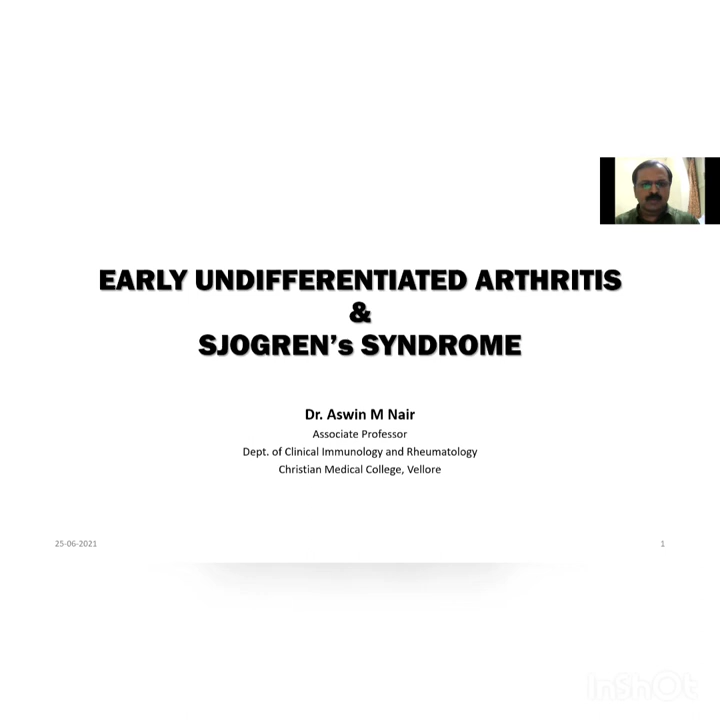 EARLY UNDIFFERENTIATED ARTHRITIS
&
SJOGREN's SYNDROME
Dr. Aswin M Nair
Associate Professor
Dept. of Clinical Immunology and Rheumatology
Christian Medical College, Vellore
25-06-2021
1
InShOt